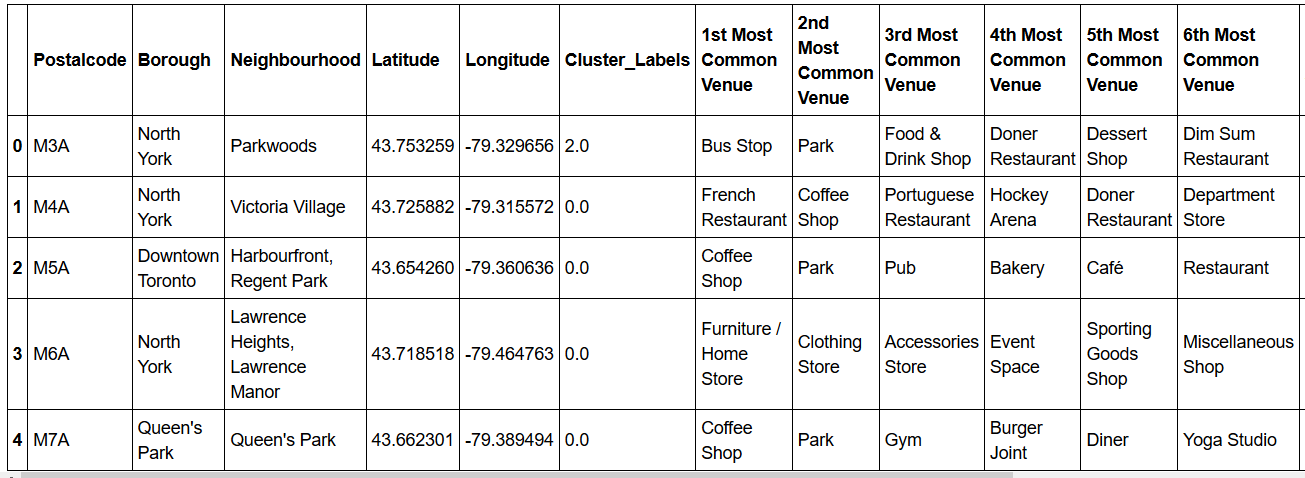 Postalcode Borough Neighbourhood Latitude Longitude Cluster_Labels 1st Most Common Venue 2nd Most Common Venue 3rd Most Common Venue 4th Most Common Venue 5th Most Common Venue 6th Most Common Venue
0 M3A North York Parkwoods 43.753259 -79.329656 2.0 Bus Stop Park Food & Drink Shop Doner Restaurant Dessert Shop Dim Sum Restaurant
1 M4A North York Victoria Village 43.725882 -79.315572 0.0 French Restaurant Coffee Shop Portuguese Restaurant Hockey Arena Doner Restaurant Department Store
2 M5A Downtown Toronto Harbourfront, Regent Park 43.654260 -79.360636 0.0 Coffee Shop Park Pub Bakery Café Restaurant
3 M6A North York Lawrence Heights, Lawrence Manor 43.718518 -79.464763 0.0 Furniture / Home Store Clothing Store Accessories Store Event Space Sporting Goods Shop Miscellaneous Shop
4 M7A Queen's Park Queen's Park 43.662301 -79.389494 0.0 Coffee Shop Park Gym Burger Joint Diner Yoga Studio